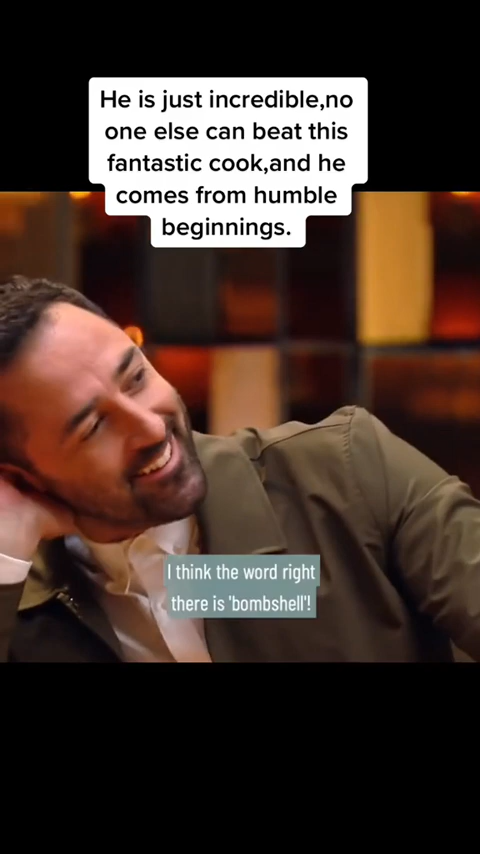 He is just incredible,no
one else can beat this
fantastic cook,and he
comes from humble
beginnings.
I think the word right
there is 'bombshell'!